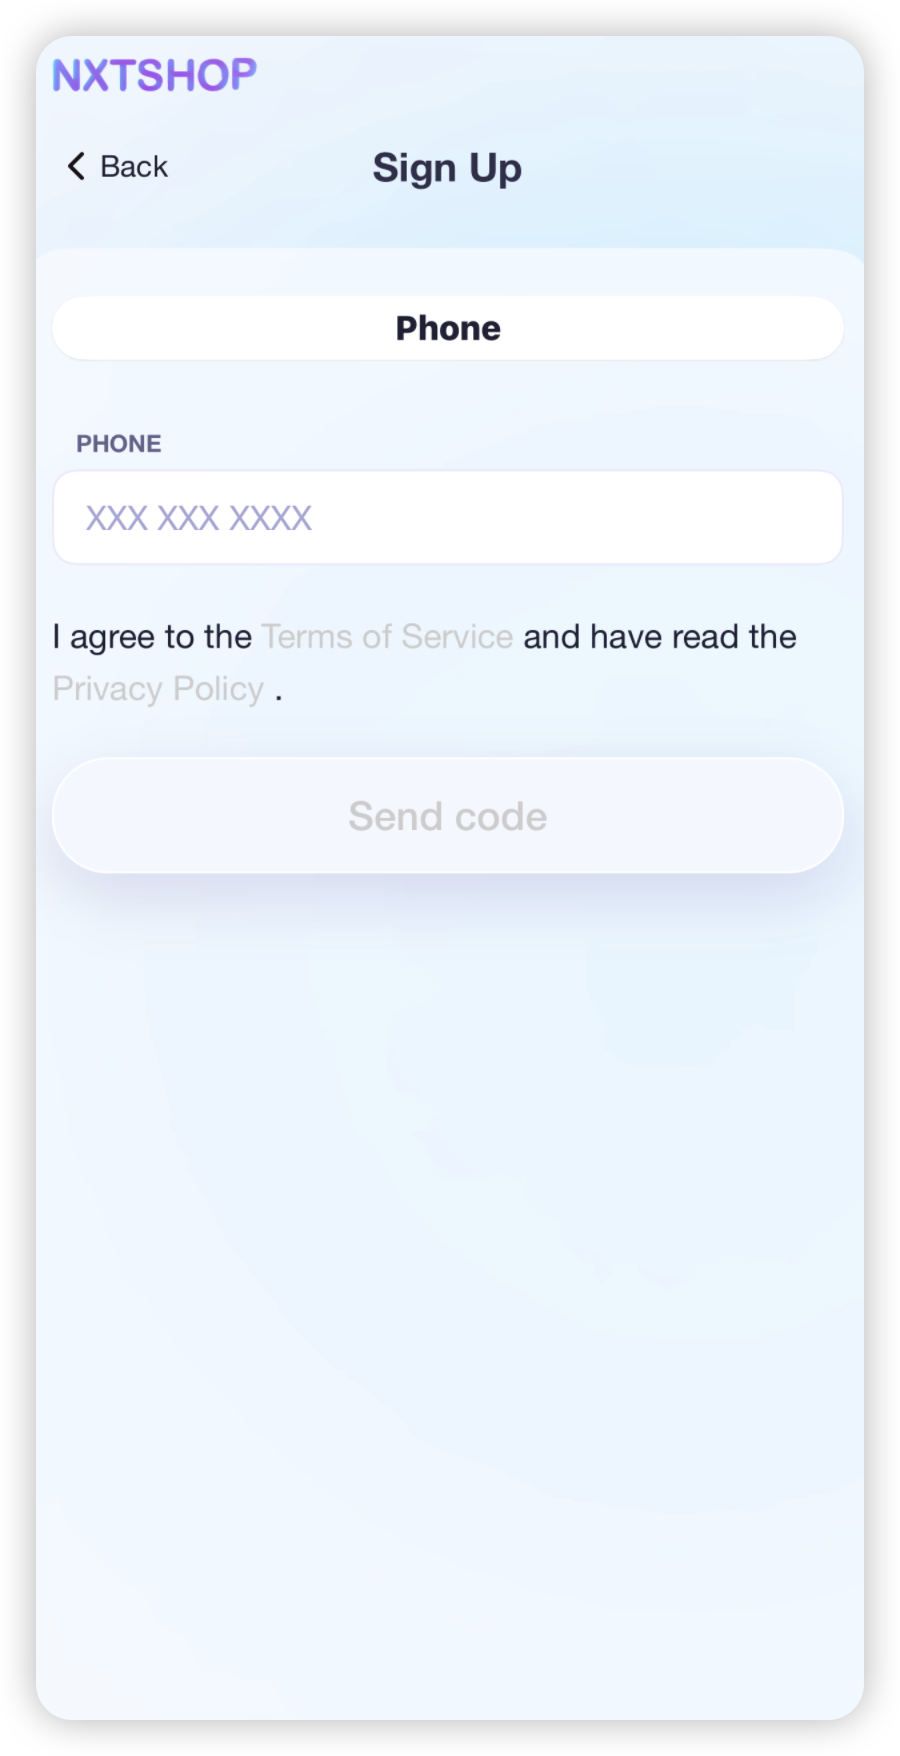 NXTSHOP
Back
Sign Up
Phone
PHONE
XXX XXX XXXX
I agree to the Terms of Service and have read the
Privacy Policy .
Send code